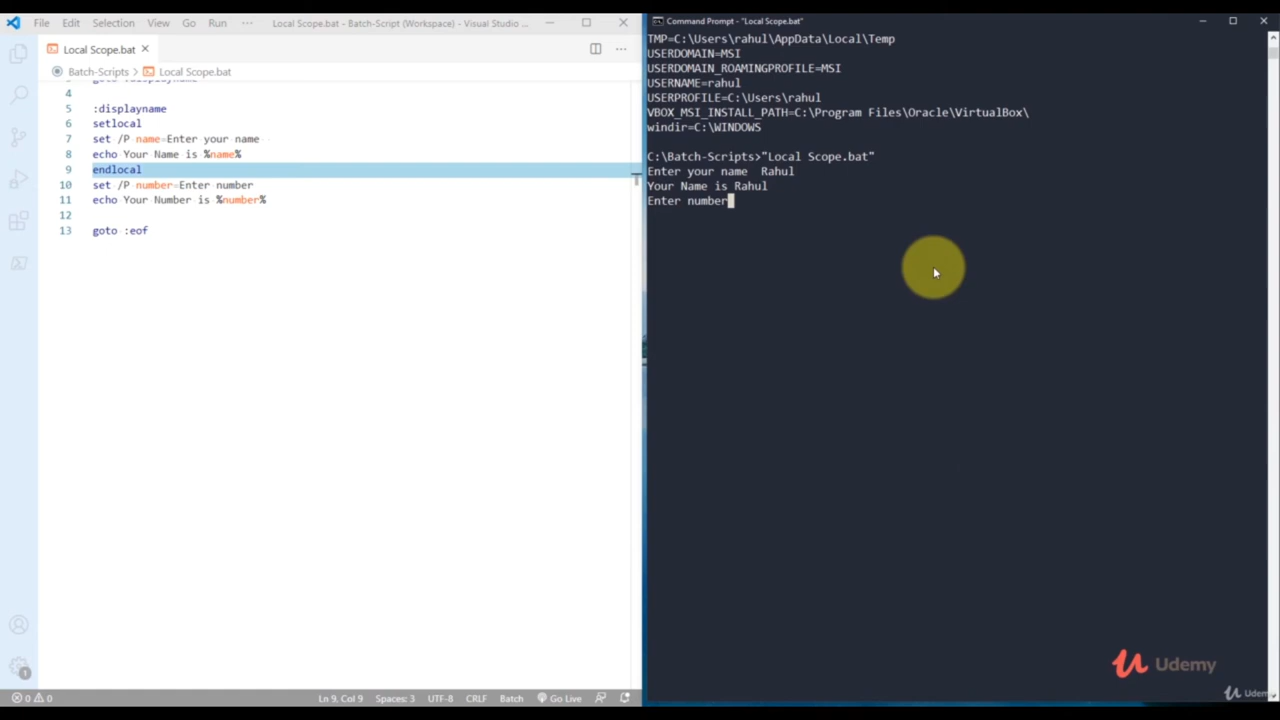 File Edit Selection View Go Run ··· Local Scope.bat - Batch-Script (Workspace) - Visual Studio ...
Local Scope.bat
Batch-Scripts > Local Scope.bat
4
5 :displayname
6 setlocal
7 set /P name=Enter your name
8 echo Your Name is %name%
9 endlocal
10 set /P number=Enter number
11 echo Your Number is %number%
12
13 goto :eof
1
0 0 Ln 9, Col 9 Spaces: 3 UTF-8 CRLF Batch Go Live
Command Prompt - "Local Scope.bat"
TMP=C:\Users\rahul\AppData\Local\Temp
USERDOMAIN=MSI
USERDOMAIN_ROAMINGPROFILE=MSI
USERNAME=rahul
USERPROFILE=C:\Users\rahul
VBOX_MSI_INSTALL_PATH=C:\Program Files\Oracle\VirtualBox\
windir=C:\WINDOWS
C:\Batch-Scripts>"Local Scope.bat"
Enter your name  Rahul
Your Name is Rahul
Enter number
Udemy
Udemy